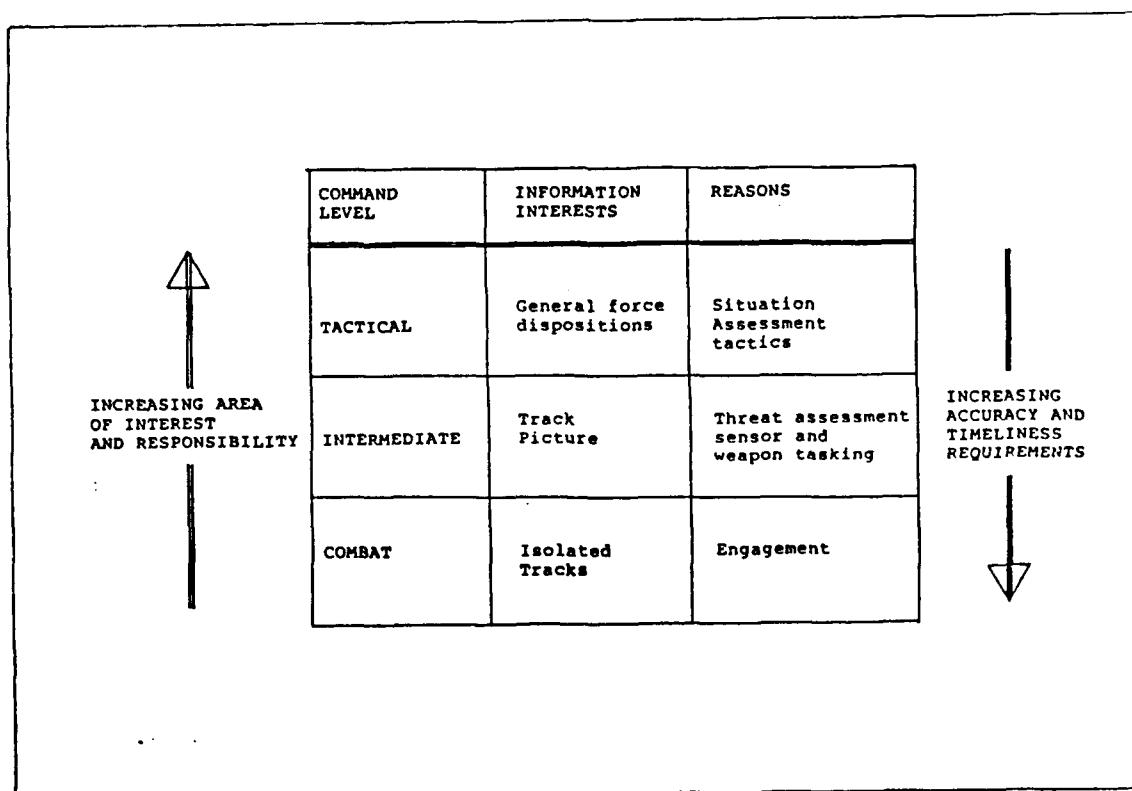 COMMAND
LEVEL
INFORMATION
INTERESTS
REASONS
TACTICAL
General force
dispositions
Situation
Assessment
tactics
INCREASING AREA
OF INTEREST
AND RESPONSIBILITY
INTERMEDIATE
Track
Picture
Threat assessment
sensor and
weapon tasking
INCREASING
ACCURACY AND
TIMELINESS
REQUIREMENTS
COMBAT
Isolated
Tracks
Engagement